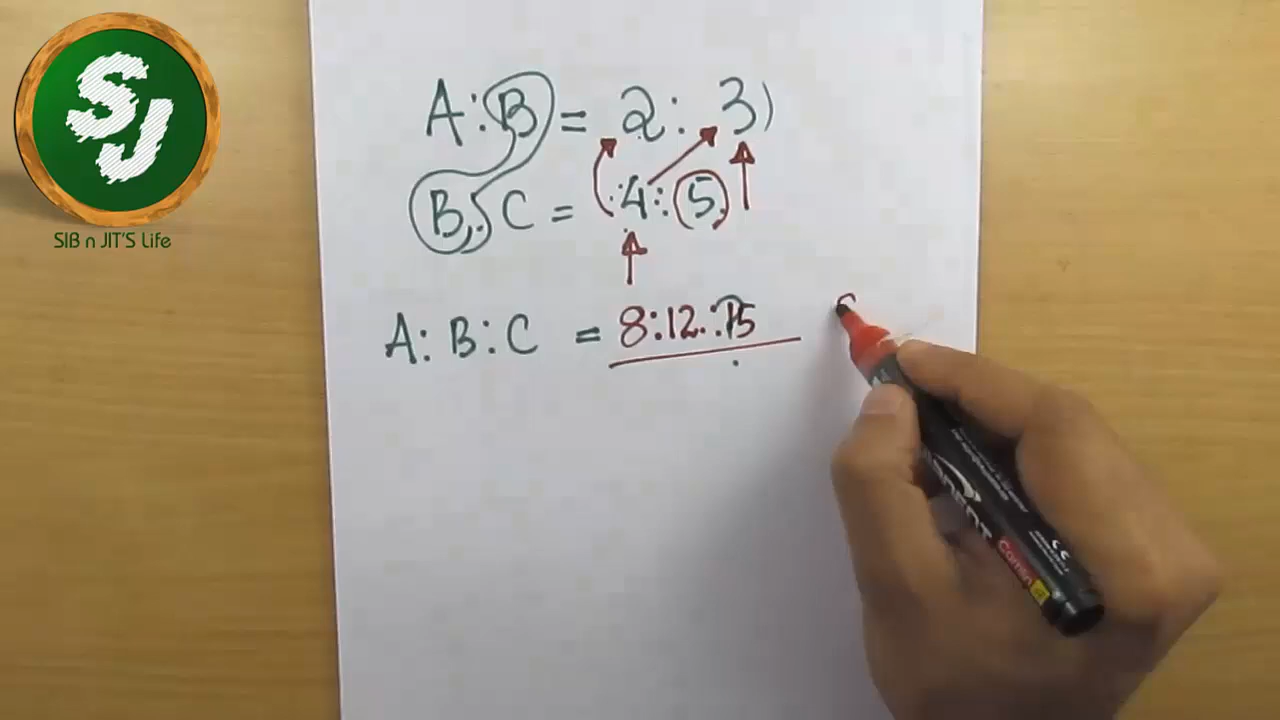 SJ
SIB n JIT'S Life
A:B = 2:3)
B:C = 4:5
A:B:C = 8:12:15